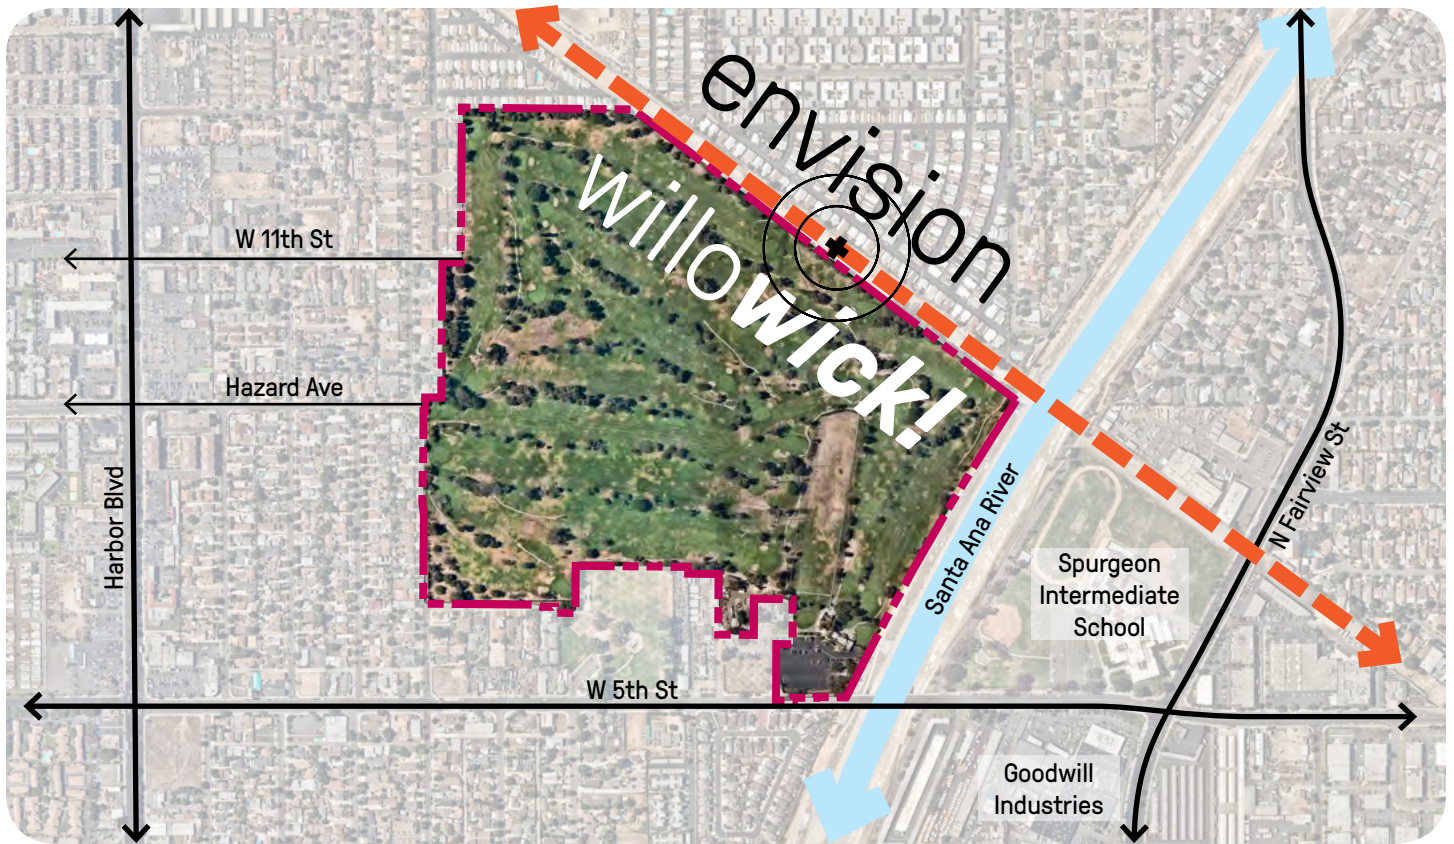 envision
willowwick!
W 11th St
Hazard Ave
Harbor Blvd
N Fairview St
Santa Ana River
Spurgeon
Intermediate
School
W 5th St
Goodwill
Industries